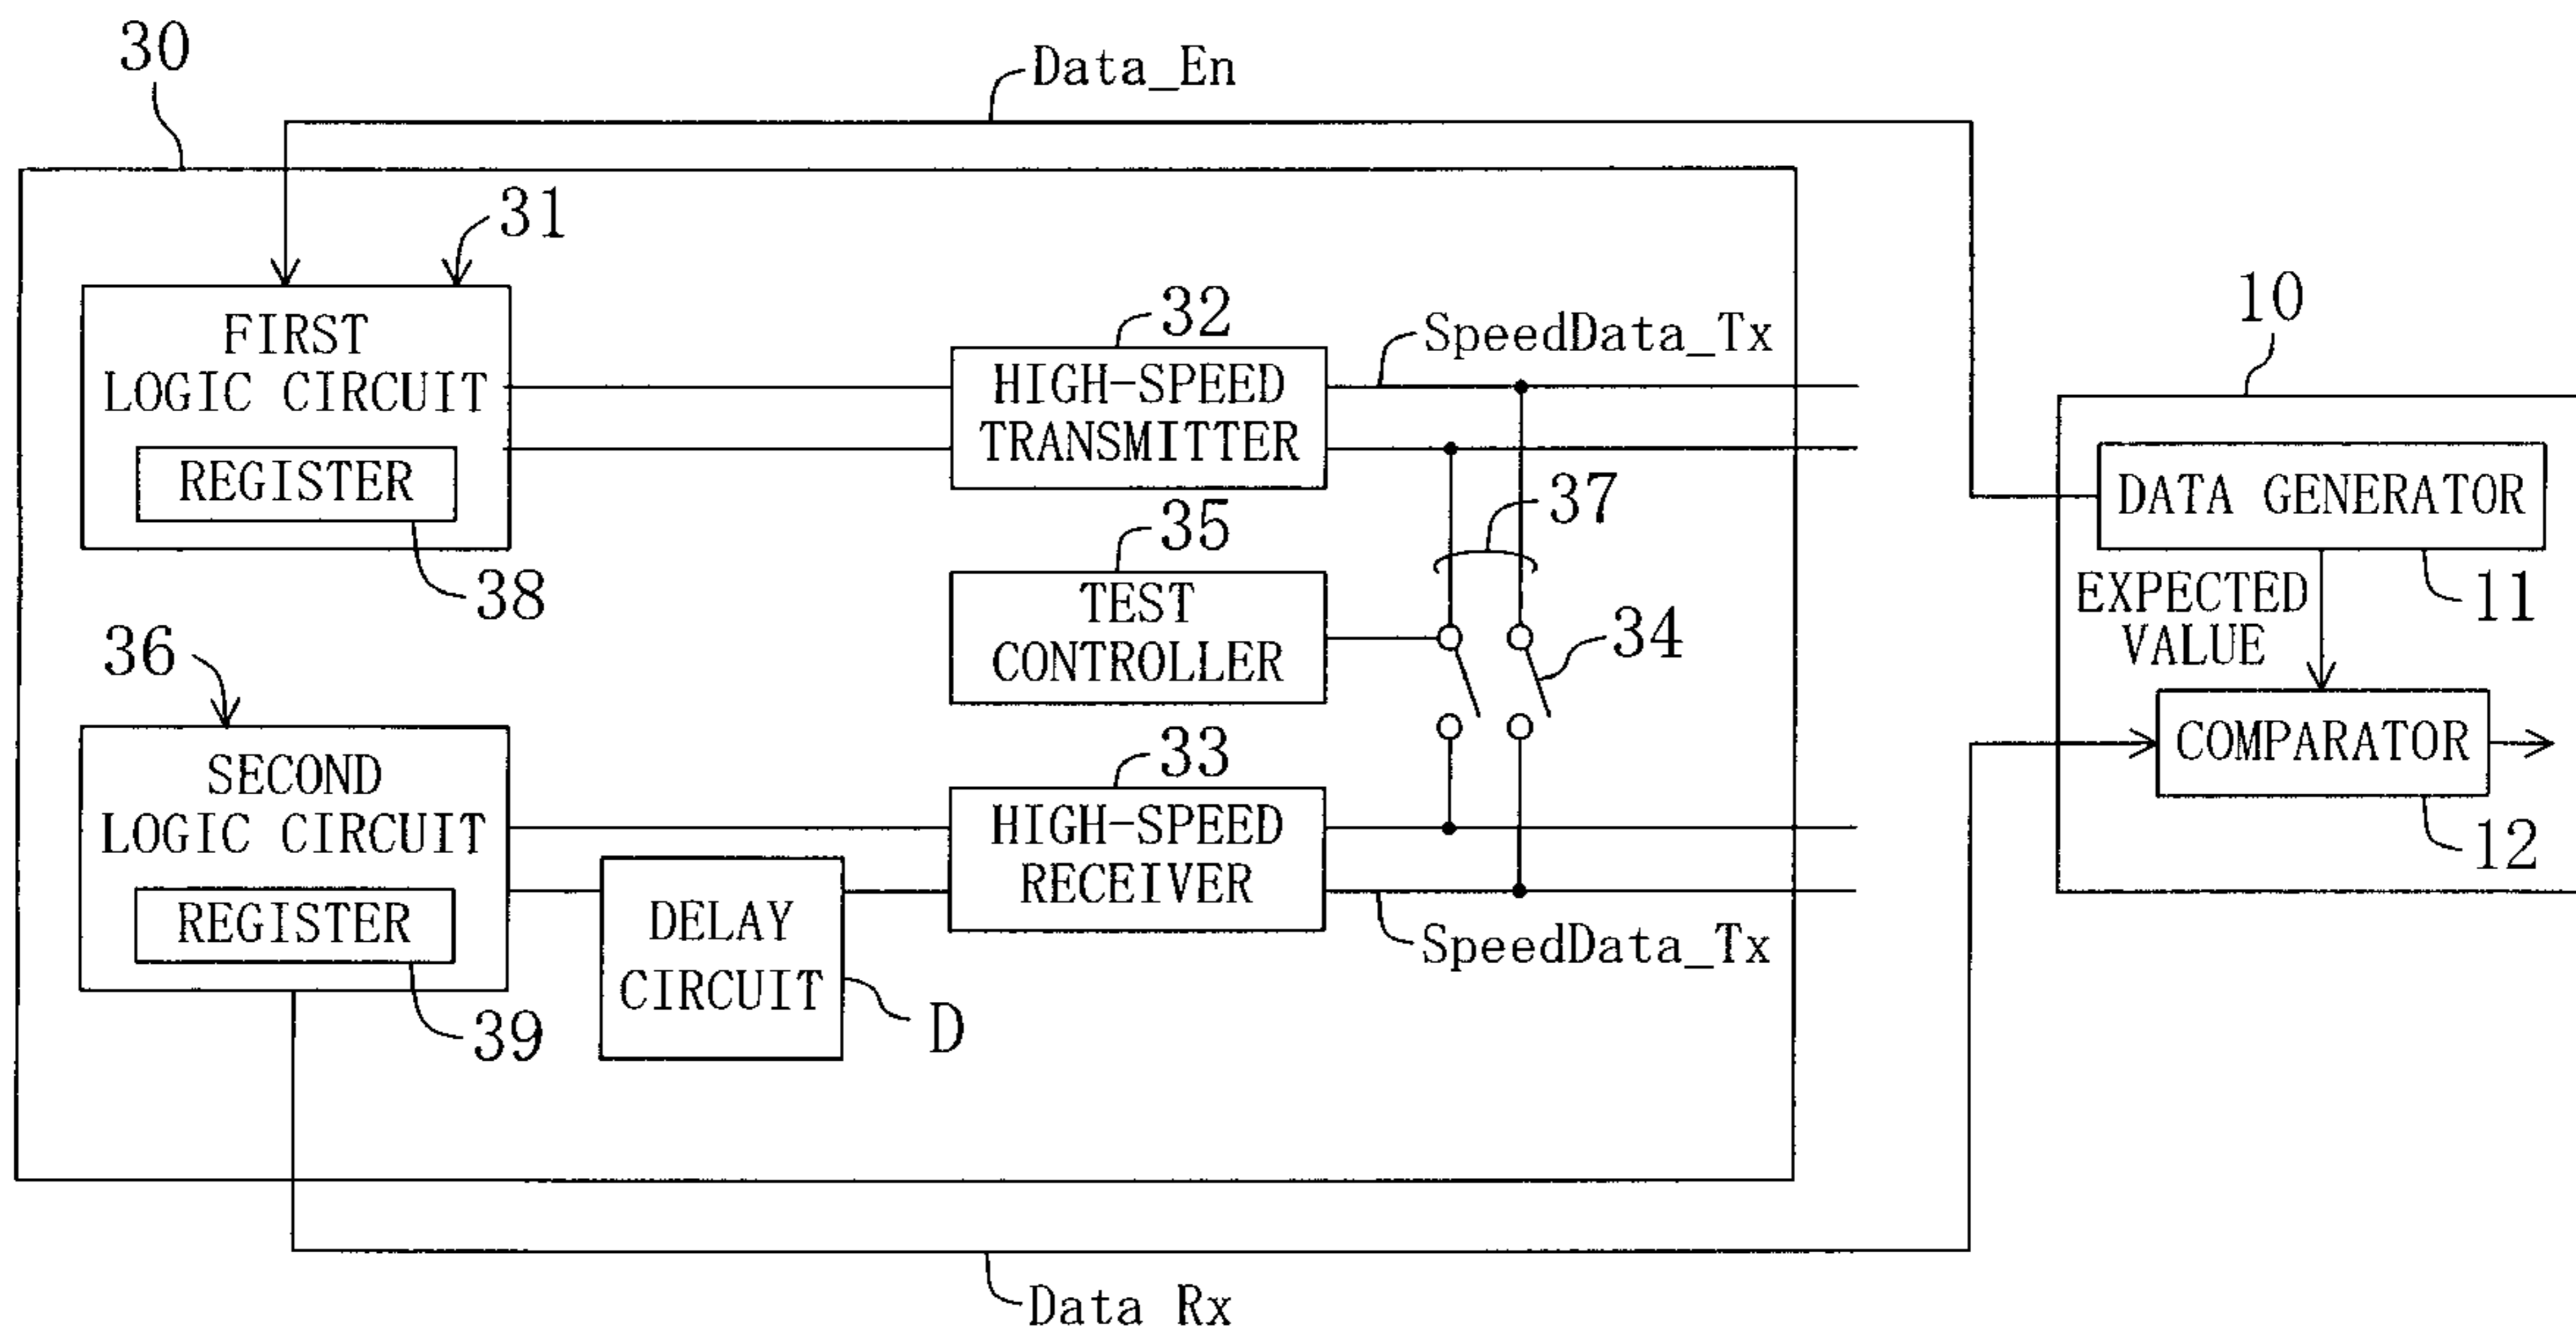 30
Data_En
31
FIRST
LOGIC CIRCUIT
REGISTER
38
32
HIGH-SPEED
TRANSMITTER
SpeedData_Tx
10
DATA GENERATOR
11
EXPECTED
VALUE
37
35
TEST
CONTROLLER
34
36
SECOND
LOGIC CIRCUIT
REGISTER
39
DELAY
CIRCUIT
D
33
HIGH-SPEED
RECEIVER
SpeedData_Tx
COMPARATOR
12
Data Rx